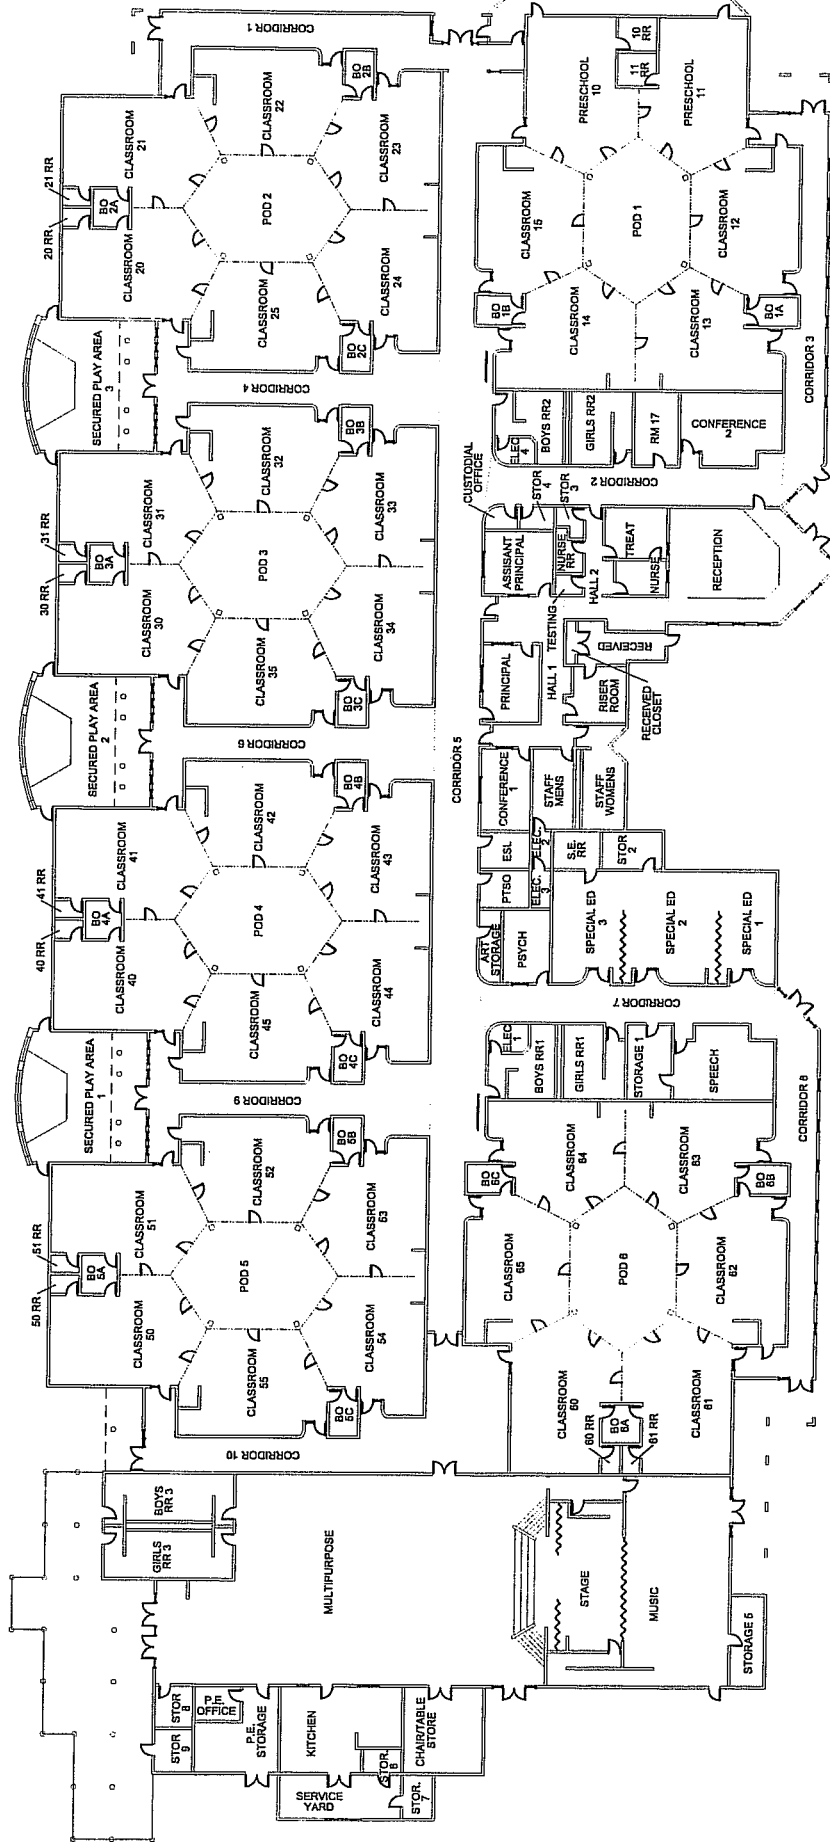 CORRIDOR 1
10
RR
11
RR
PRESCHOOL
10
PRESCHOOL
11
BO
2B
CLASSROOM
22
CLASSROOM
21
21 RR
20 RR
BO
2A
CLASSROOM
20
CLASSROOM
23
POD 2
CLASSROOM
25
CLASSROOM
24
BO
2C
CLASSROOM
15
POD 1
CLASSROOM
12
BO
1B
CLASSROOM
14
CLASSROOM
13
BO
1A
CORRIDOR 3
SECURED PLAY AREA
3
CORRIDOR 4
ELEC
4
BOYS RR2
GIRLS RR2
RM 17
CONFERENCE
2
CORRIDOR 2
CUSTODIAL
OFFICE
STOR
4
STOR
3
31 RR
30 RR
BO
3A
CLASSROOM
31
CLASSROOM
32
BO
3B
CLASSROOM
33
POD 3
CLASSROOM
30
CLASSROOM
35
CLASSROOM
34
BO
3C
ASSISANT
PRINCIPAL
NURSE
RR
TESTING
HALL 2
TREAT
NURSE
RECEPTION
PRINCIPAL
HALL 1
RECEIVED
RISER
ROOM
RECEIVED
CLOSET
SECURED PLAY AREA
2
CORRIDOR 6
CORRIDOR 5
CONFERENCE
1
STAFF
MENS
STAFF
WOMENS
ESL
ELEC.
2
S.E.
RR
STOR
2
PTSO
ELEC.
3
ART
STORAGE
PSYCH
SPECIAL ED
3
SPECIAL ED
2
SPECIAL ED
1
41 RR
40 RR
BO
4A
CLASSROOM
41
CLASSROOM
42
BO
4B
CLASSROOM
43
POD 4
CLASSROOM
40
CLASSROOM
45
CLASSROOM
44
BO
4C
CORRIDOR 7
SECURED PLAY AREA
1
CORRIDOR 9
ELEC
1
BOYS RR1
GIRLS RR1
STORAGE 1
SPEECH
CORRIDOR 8
51 RR
50 RR
BO
5A
CLASSROOM
51
CLASSROOM
52
BO
5B
CLASSROOM
53
POD 5
CLASSROOM
50
CLASSROOM
55
CLASSROOM
54
BO
5C
CORRIDOR 10
BO
6C
CLASSROOM
64
CLASSROOM
63
BO
6B
CLASSROOM
65
POD 6
CLASSROOM
62
CLASSROOM
60
60 RR
BO
6A
61 RR
CLASSROOM
61
BOYS
RR 3
GIRLS
RR 3
MULTIPURPOSE
STAGE
MUSIC
STORAGE 5
STOR
8
STOR
9
P.E.
OFFICE
P.E.
STORAGE
KITCHEN
STOR.
6
CHAIR/TABLE
STORE
SERVICE
YARD
STOR.
7